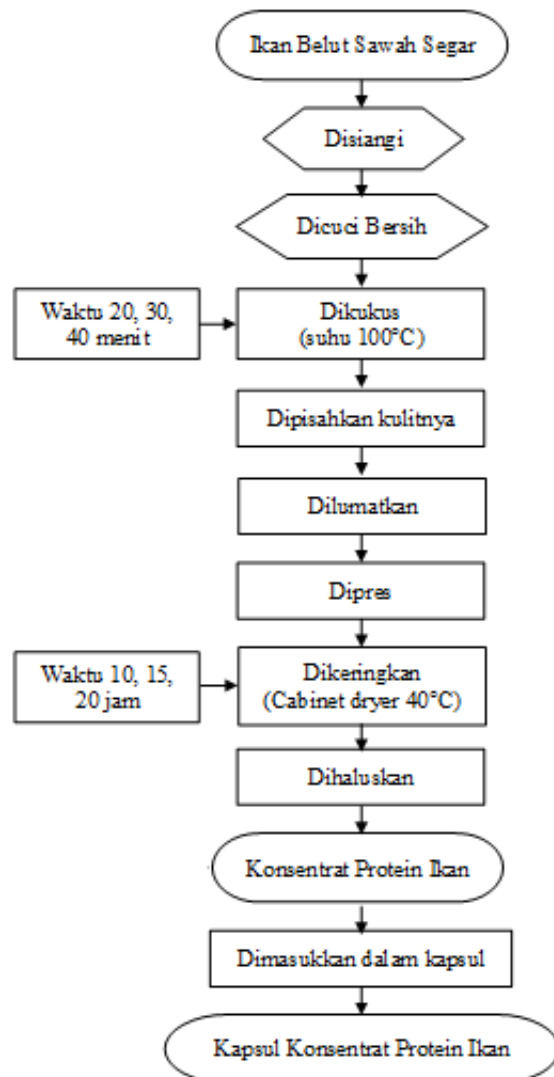 Ikan Belut Sawah Segar
Disiangi
Dicuci Bersih
Waktu 20, 30,
40 menit
Dikukus
(suhu 100°C)
Dipisahkan kulitnya
Dilumatkan
Dipres
Waktu 10, 15,
20 jam
Dikeringkan
(Cabinet dryer 40°C)
Dihaluskan
Konsentrat Protein Ikan
Dimasukkan dalam kapsul
Kapsul Konsentrat Protein Ikan